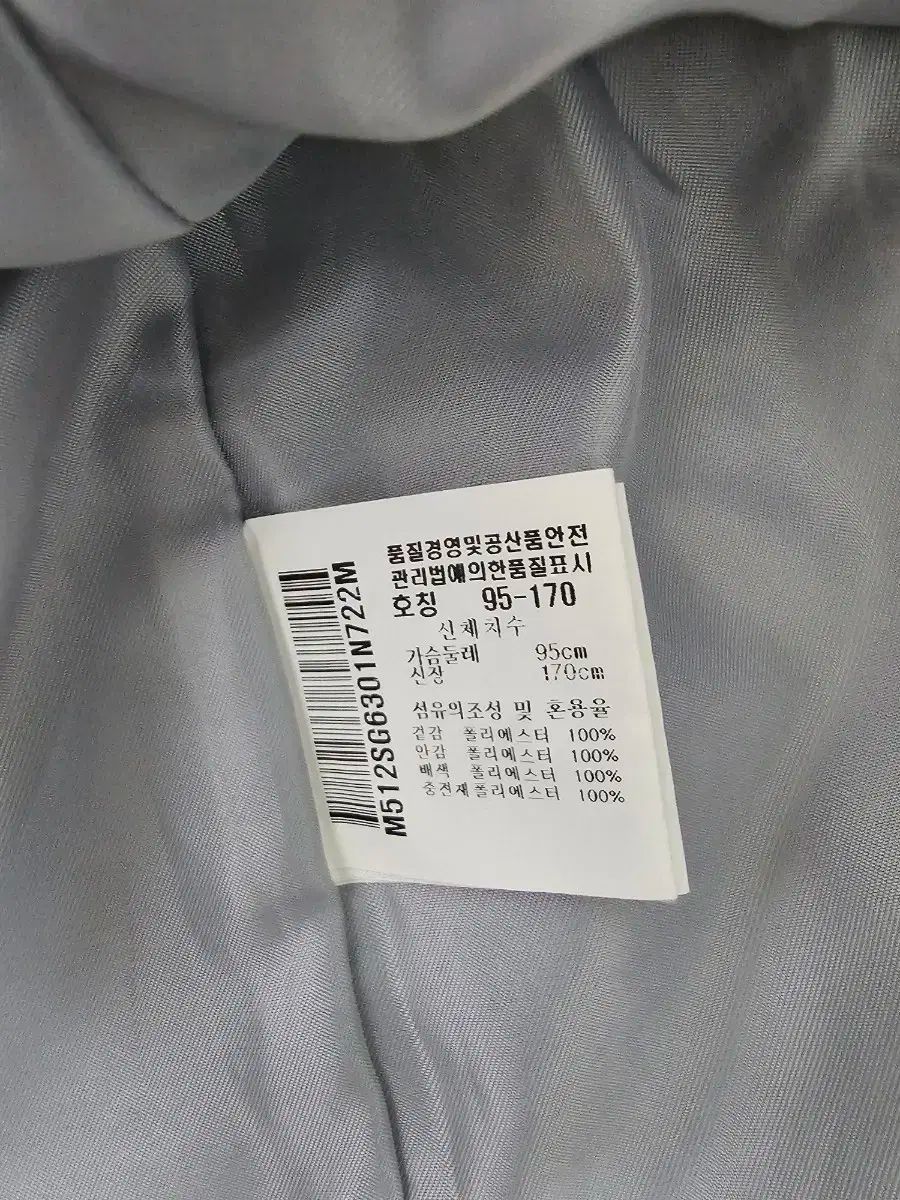 품질경영및공산품안전
관리법에의한품질표시
호칭 95-170
신체치수
가슴둘레 95cm
신장 170cm
섬유의조성 및 혼용율
겉감 폴리에스터 100%
안감 폴리에스터 100%
배색 폴리에스터 100%
충전재폴리에스터 100%
M512SG6301N722M